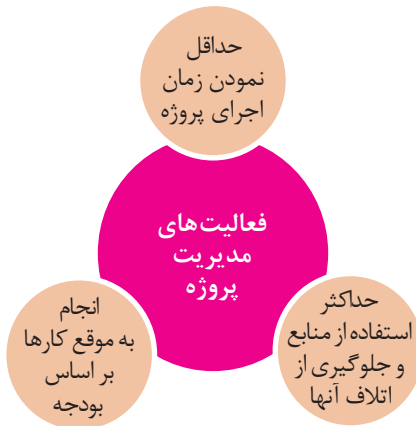 حداقل
نمودن زمان
اجرای پروژه
فعالیت‌های
مدیریت
پروژه
حداکثر
استفاده از منابع
و جلوگیری از
اتلاف آنها
انجام
به موقع کارها
بر اساس
بودجه